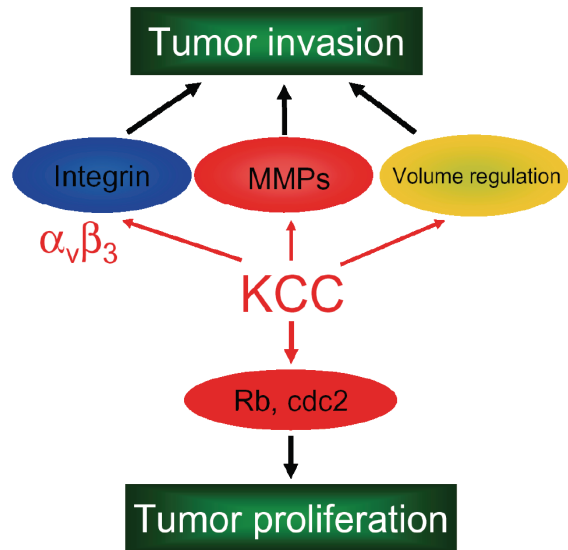 Tumor invasion
Integrin
MMPs
Volume regulation
αvβ3
KCC
Rb, cdc2
Tumor proliferation